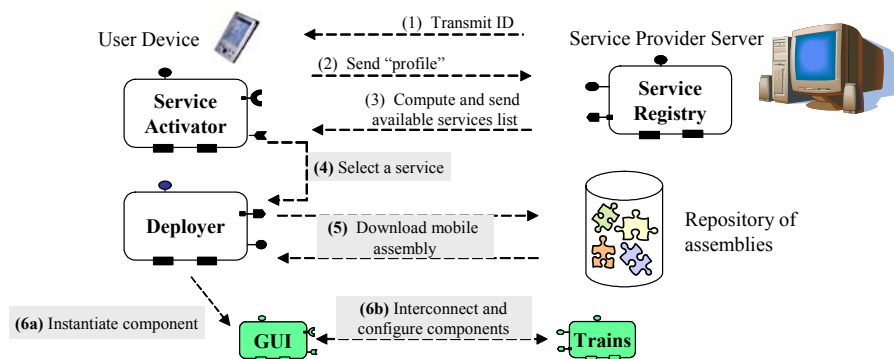 (1) Transmit ID
User Device
Service Provider Server
(2) Send “profile”
Service
Activator
(3) Compute and send
available services list
Service
Registry
(4) Select a service
Deployer
(5) Download mobile
assembly
Repository of
assemblies
(6a) Instantiate component
(6b) Interconnect and
configure components
GUI
Trains